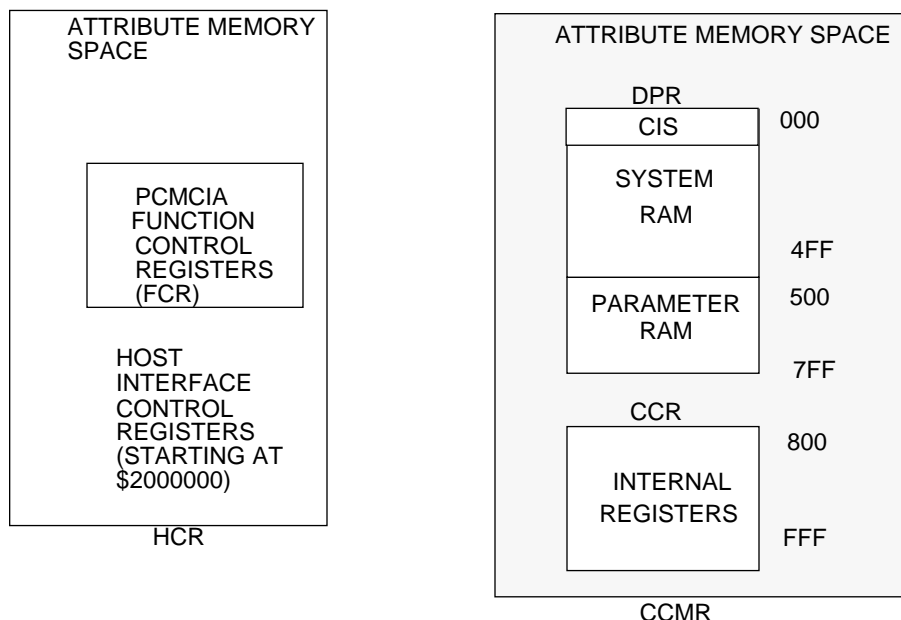 ATTRIBUTE MEMORY
SPACE
PCMCIA
FUNCTION
CONTROL
REGISTERS
(FCR)
HOST
INTERFACE
CONTROL
REGISTERS
(STARTING AT
$2000000)
HCR
ATTRIBUTE MEMORY SPACE
DPR
CIS
000
SYSTEM
RAM
4FF
PARAMETER
RAM
500
7FF
CCR
800
INTERNAL
REGISTERS
FFF
CCMR